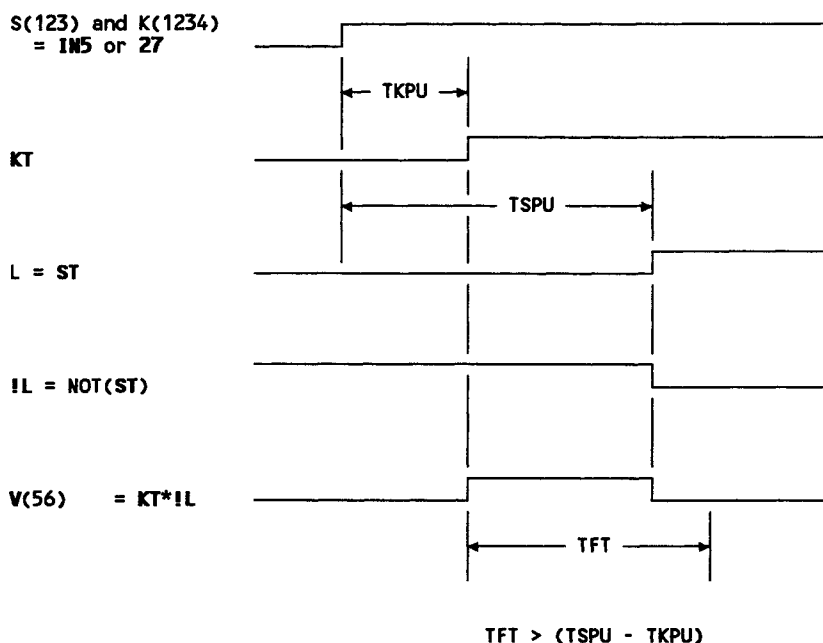 S(123) and K(1234)
= IN5 or 27
TKPU
KT
TSPU
L = ST
!L = NOT(ST)
V(56) = KT*!L
TFT
TFT > (TSPU - TKPU)